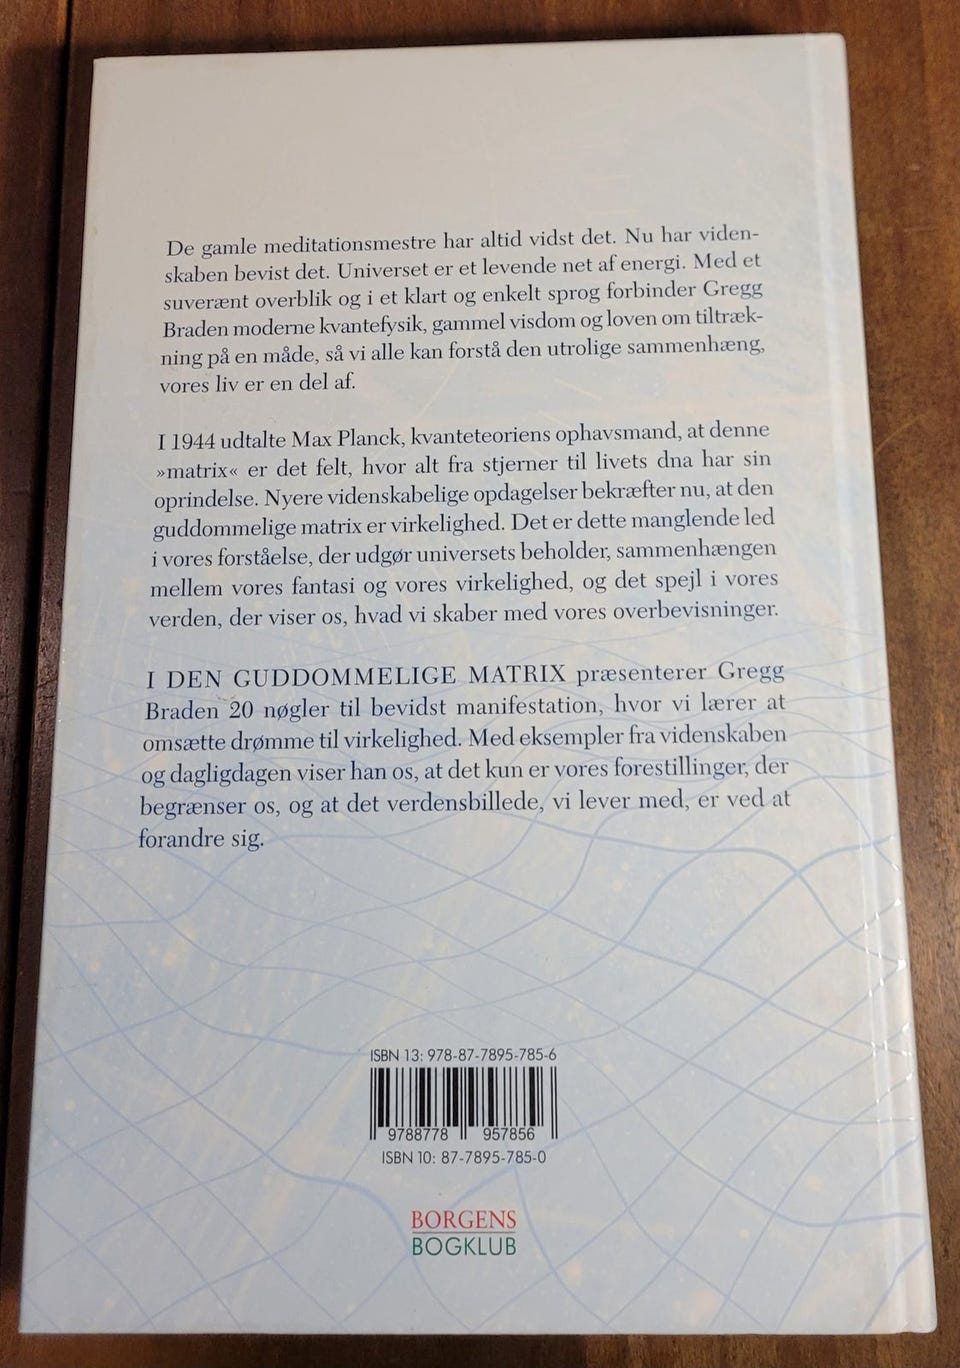 De gamle meditationsmestre har altid vidst det. Nu har viden-
skaben bevist det. Universet er et levende net af energi. Med et
suverænt overblik og i et klart og enkelt sprog forbinder Gregg
Braden moderne kvantefysik, gammel visdom og loven om tiltræk-
ning på en måde, så vi alle kan forstå den utrolige sammenhæng,
vores liv er en del af.
I 1944 udtalte Max Planck, kvanteteoriens ophavsmand, at denne
»matrix« er det felt, hvor alt fra stjerner til livets dna har sin
oprindelse. Nyere videnskabelige opdagelser bekræfter nu, at den
guddommelige matrix er virkelighed. Det er dette manglende led
i vores forståelse, der udgør universets beholder, sammenhængen
mellem vores fantasi og vores virkelighed, og det spejl i vores
verden, der viser os, hvad vi skaber med vores overbevisninger.
I DEN GUDDOMMELIGE MATRIX præsenterer Gregg
Braden 20 nøgler til bevidst manifestation, hvor vi lærer at
omsætte drømme til virkelighed. Med eksempler fra videnskaben
og dagligdagen viser han os, at det kun er vores forestillinger, der
begrænser os, og at det verdensbillede, vi lever med, er ved at
forandre sig.
ISBN 13: 978-87-7895-785-6
9788778 957856
ISBN 10: 87-7895-785-0
BORGENS
BOGKLUB